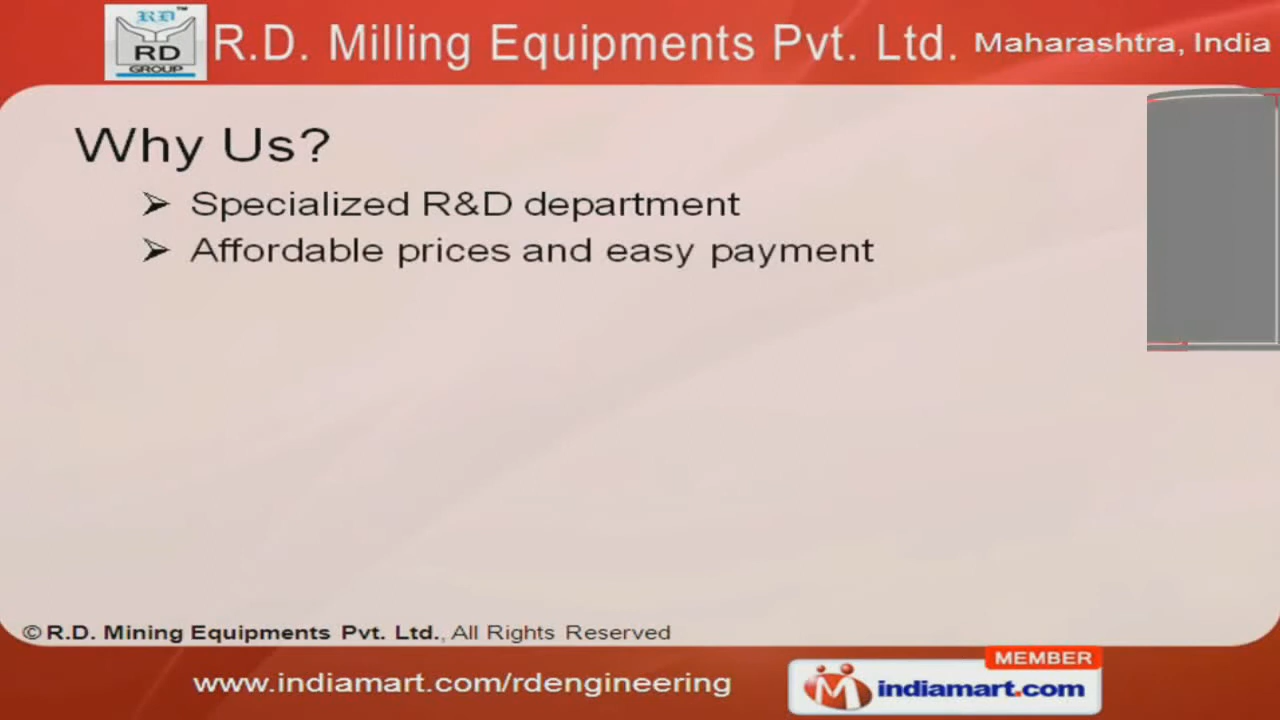 RD™
RD
GROUP
R.D. Milling Equipments Pvt. Ltd. Maharashtra, India
Why Us?
➢ Specialized R&D department
➢ Affordable prices and easy payment
© R.D. Mining Equipments Pvt. Ltd., All Rights Reserved
MEMBER
www.indiamart.com/rdengineering
indiamart.com